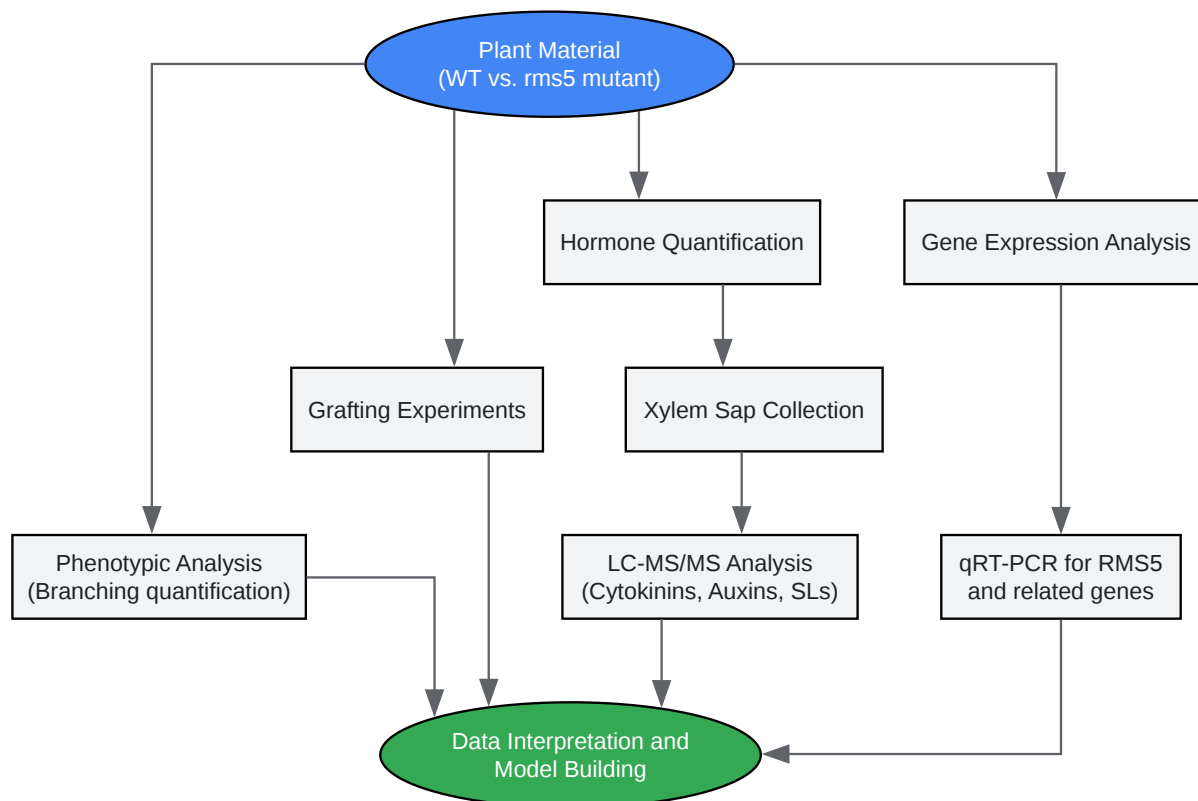 Plant Material
(WT vs. rms5 mutant)
Hormone Quantification
Gene Expression Analysis
Grafting Experiments
Xylem Sap Collection
Phenotypic Analysis
(Branching quantification)
LC-MS/MS Analysis
(Cytokinins, Auxins, SLs)
qRT-PCR for RMS5
and related genes
Data Interpretation and
Model Building